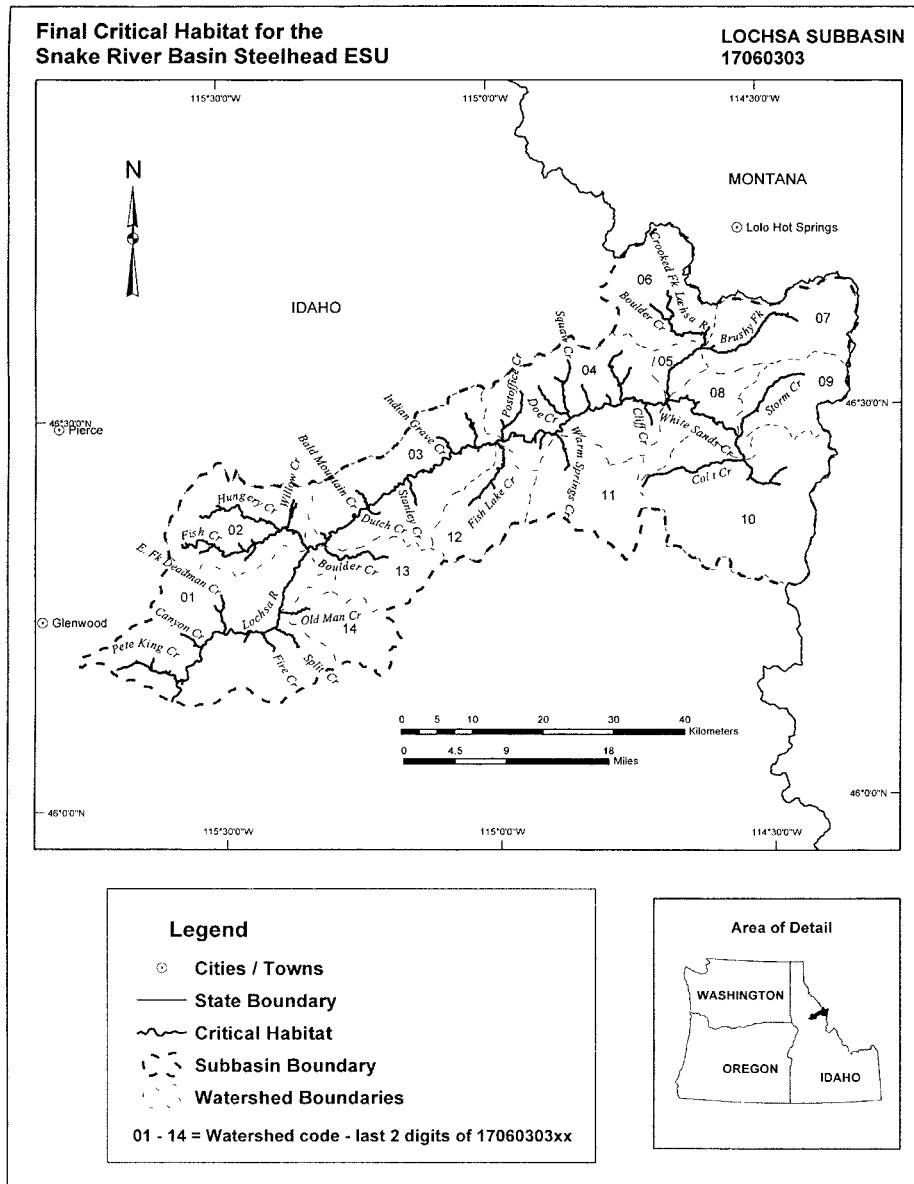 Final Critical Habitat for the
Snake River Basin Steelhead ESU
LOCHSA SUBBASIN
17060303
115°30'0"W
115°0'0"W
114°30'0"W
N
MONTANA
Lolo Hot Springs
IDAHO
Crooked Fk Lochsa R
06
Boulder Cr
Brushy Fk
07
Squaw Cr
04
05
08
09
Storm Cr
46°30'0"N
46°30'0"N
Pierce
Postoffice Cr
Doe Cr
Indian Grave Cr
Cliff Cr
White Sands Cr
Bald Mountain Cr
03
Warm Springs Cr
Colt Cr
Willow Cr
Stanley Cr
Fish Lake Cr
11
10
Hungery Cr
Dutch Cr
02
Fish Cr
12
Boulder Cr
13
E. Fk Deadman Cr
01
Lochsa R
Old Man Cr
14
Glenwood
Canyon Cr
Pete King Cr
Fire Cr
Split Cr
0 5 10 20 30 40
Kilometers
0 4.5 9 18
Miles
46°0'0"N
46°0'0"N
115°30'0"W
115°0'0"W
114°30'0"W
Legend
Cities / Towns
State Boundary
Critical Habitat
Subbasin Boundary
Watershed Boundaries
01 - 14 = Watershed code - last 2 digits of 17060303xx
Area of Detail
WASHINGTON
OREGON
IDAHO